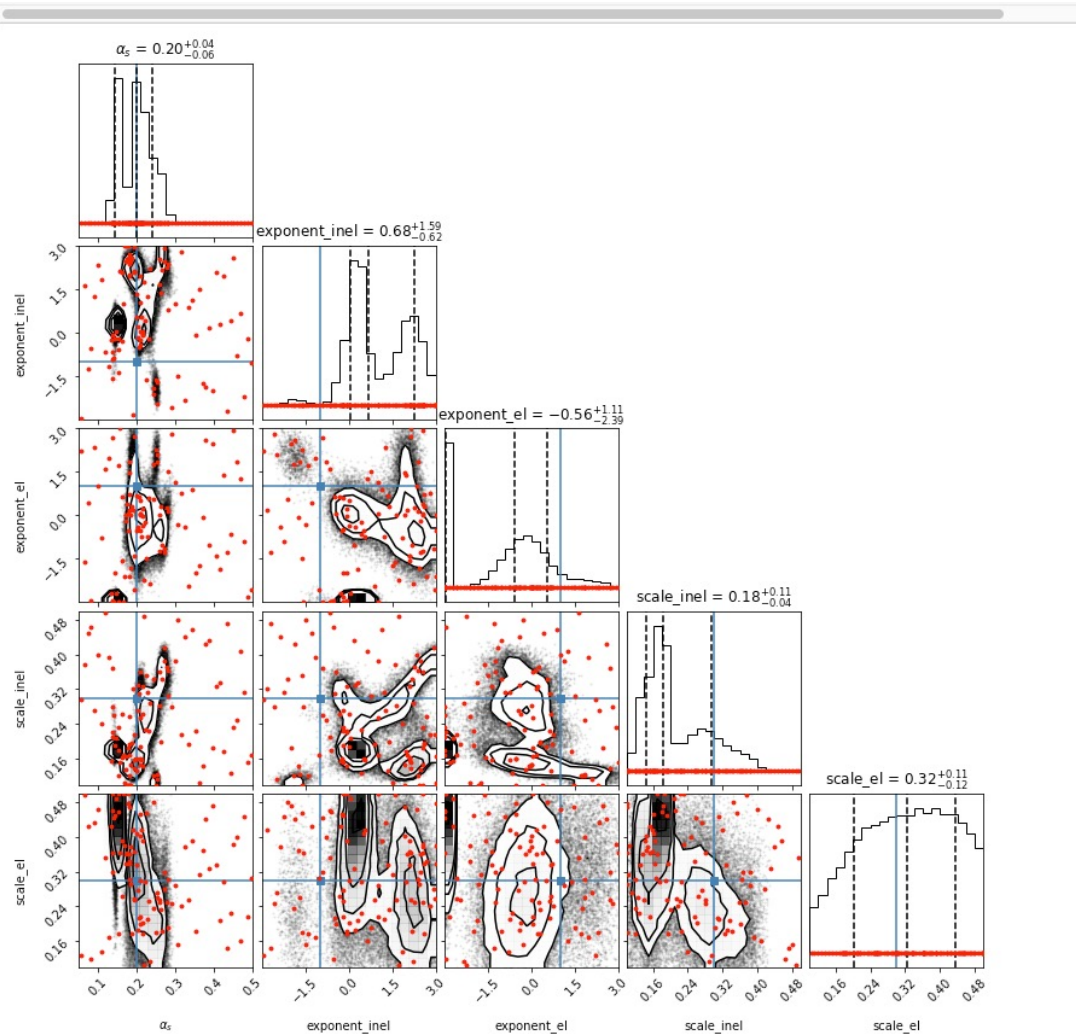 αs = 0.20+0.04−0.06
exponent_inel = 0.68+1.59−0.62
3.0
1.5
0.0
−1.5
exponent_inel
exponent_el = −0.56+1.11−2.39
3.0
1.5
0.0
−1.5
exponent_el
scale_inel = 0.18+0.11−0.04
0.48
0.40
0.32
0.24
0.16
scale_inel
scale_el = 0.32+0.11−0.12
0.48
0.40
0.32
0.24
0.16
scale_el
0.1 0.2 0.3 0.4 0.5 −1.5 0.0 1.5 3.0 −1.5 0.0 1.5 3.0 0.16 0.24 0.32 0.40 0.48 0.16 0.24 0.32 0.40 0.48
αs exponent_inel exponent_el scale_inel scale_el